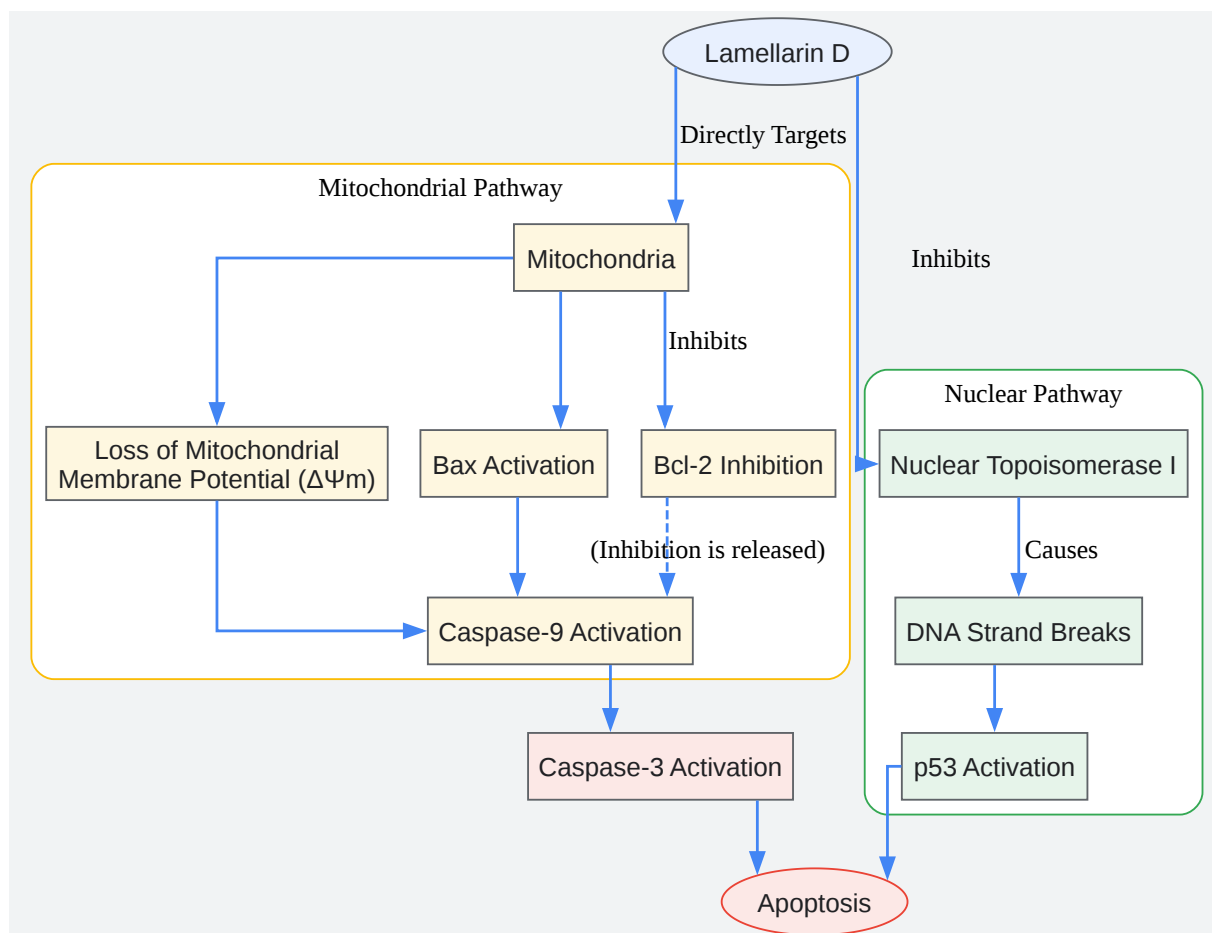 Lamellarin D
Directly Targets
Mitochondrial Pathway
Mitochondria
Inhibits
Inhibits
Nuclear Pathway
Loss of Mitochondrial
Membrane Potential (ΔΨm)
Bax Activation
Bcl-2 Inhibition
Nuclear Topoisomerase I
(Inhibition is released)
Causes
Caspase-9 Activation
DNA Strand Breaks
Caspase-3 Activation
p53 Activation
Apoptosis